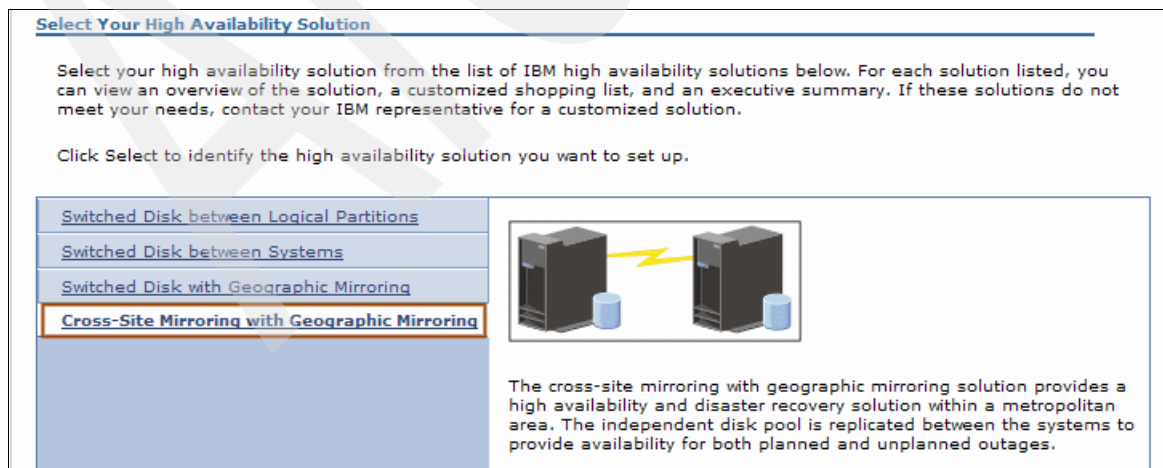 Select Your High Availability Solution
Select your high availability solution from the list of IBM high availability solutions below. For each solution listed, you
can view an overview of the solution, a customized shopping list, and an executive summary. If these solutions do not
meet your needs, contact your IBM representative for a customized solution.
Click Select to identify the high availability solution you want to set up.
Switched Disk between Logical Partitions
Switched Disk between Systems
Switched Disk with Geographic Mirroring
Cross-Site Mirroring with Geographic Mirroring
The cross-site mirroring with geographic mirroring solution provides a
high availability and disaster recovery solution within a metropolitan
area. The independent disk pool is replicated between the systems to
provide availability for both planned and unplanned outages.